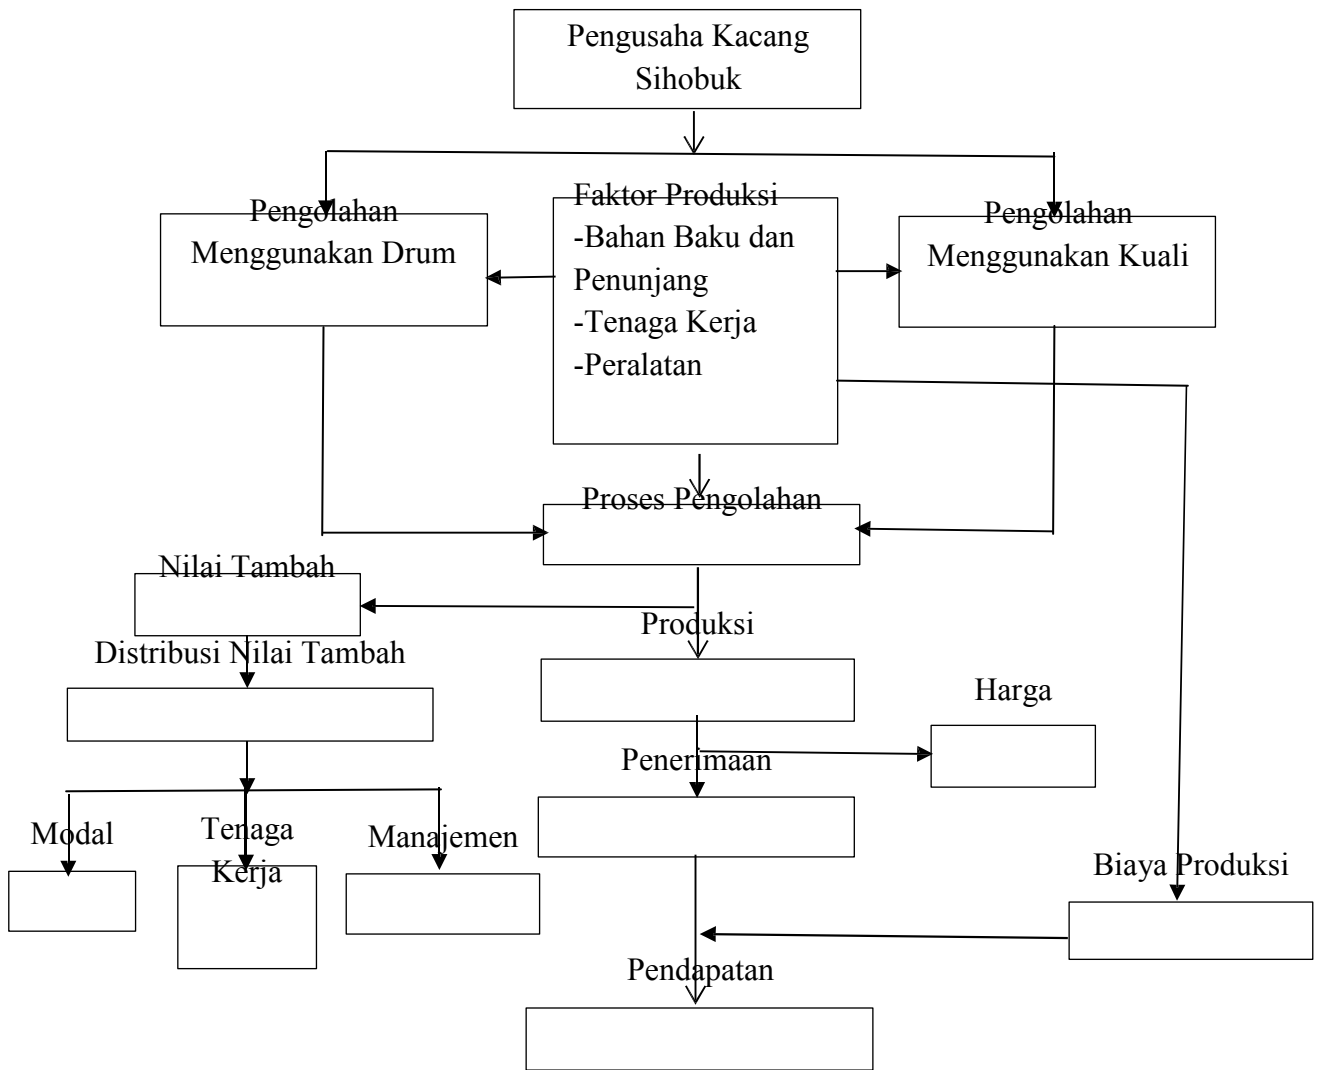 Pengusaha Kacang
Sihobuk
Pengolahan
Menggunakan Drum
Faktor Produksi
-Bahan Baku dan
Penunjang
-Tenaga Kerja
-Peralatan
Pengolahan
Menggunakan Kuali
Proses Pengolahan
Nilai Tambah
Produksi
Distribusi Nilai Tambah
Harga
Penerimaan
Modal
Tenaga
Kerja
Manajemen
Biaya Produksi
Pendapatan